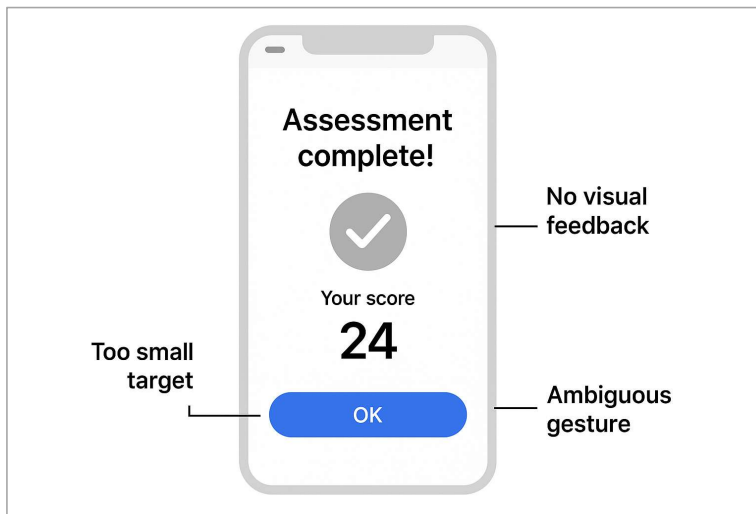 Assessment
complete!
Your score
24
OK
No visual
feedback
Too small
target
Ambiguous
gesture